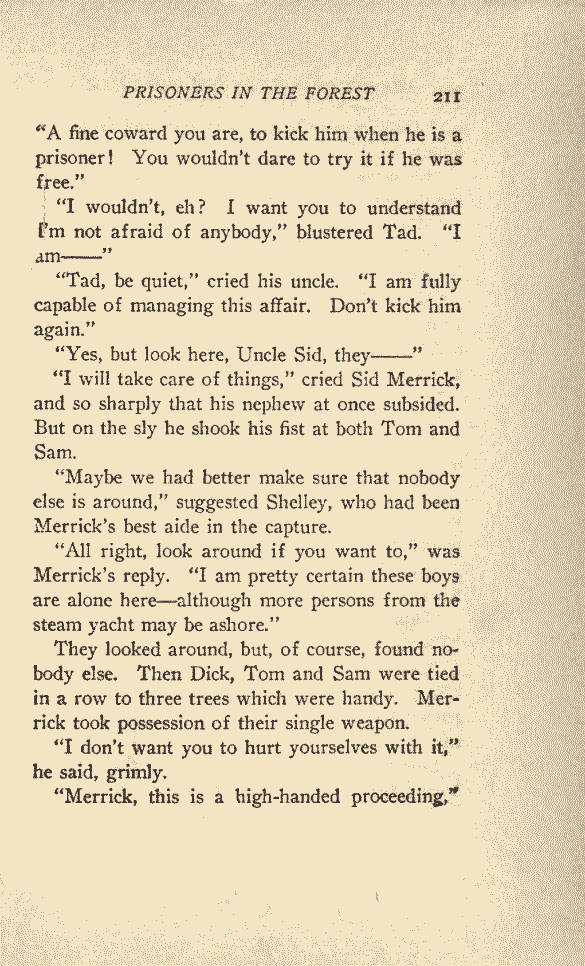 PRISONERS IN THE FOREST 211
“A fine coward you are, to kick him when he is a
prisoner! You wouldn’t dare to try it if he was
free.”
“I wouldn’t, eh? I want you to understand
I’m not afraid of anybody,” blustered Tad. “I
am——”
“Tad, be quiet,” cried his uncle. “I am fully
capable of managing this affair. Don’t kick him
again.”
“Yes, but look here, Uncle Sid, they——”
“I will take care of things,” cried Sid Merrick,
and so sharply that his nephew at once subsided.
But on the sly he shook his fist at both Tom and
Sam.
“Maybe we had better make sure that nobody
else is around,” suggested Shelley, who had been
Merrick’s best aide in the capture.
“All right, look around if you want to,” was
Merrick’s reply. “I am pretty certain these boys
are alone here—although more persons from the
steam yacht may be ashore.”
They looked around, but, of course, found no-
body else. Then Dick, Tom and Sam were tied
in a row to three trees which were handy. Mer-
rick took possession of their single weapon.
“I don’t want you to hurt yourselves with it,”
he said, grimly.
“Merrick, this is a high-handed proceeding,”